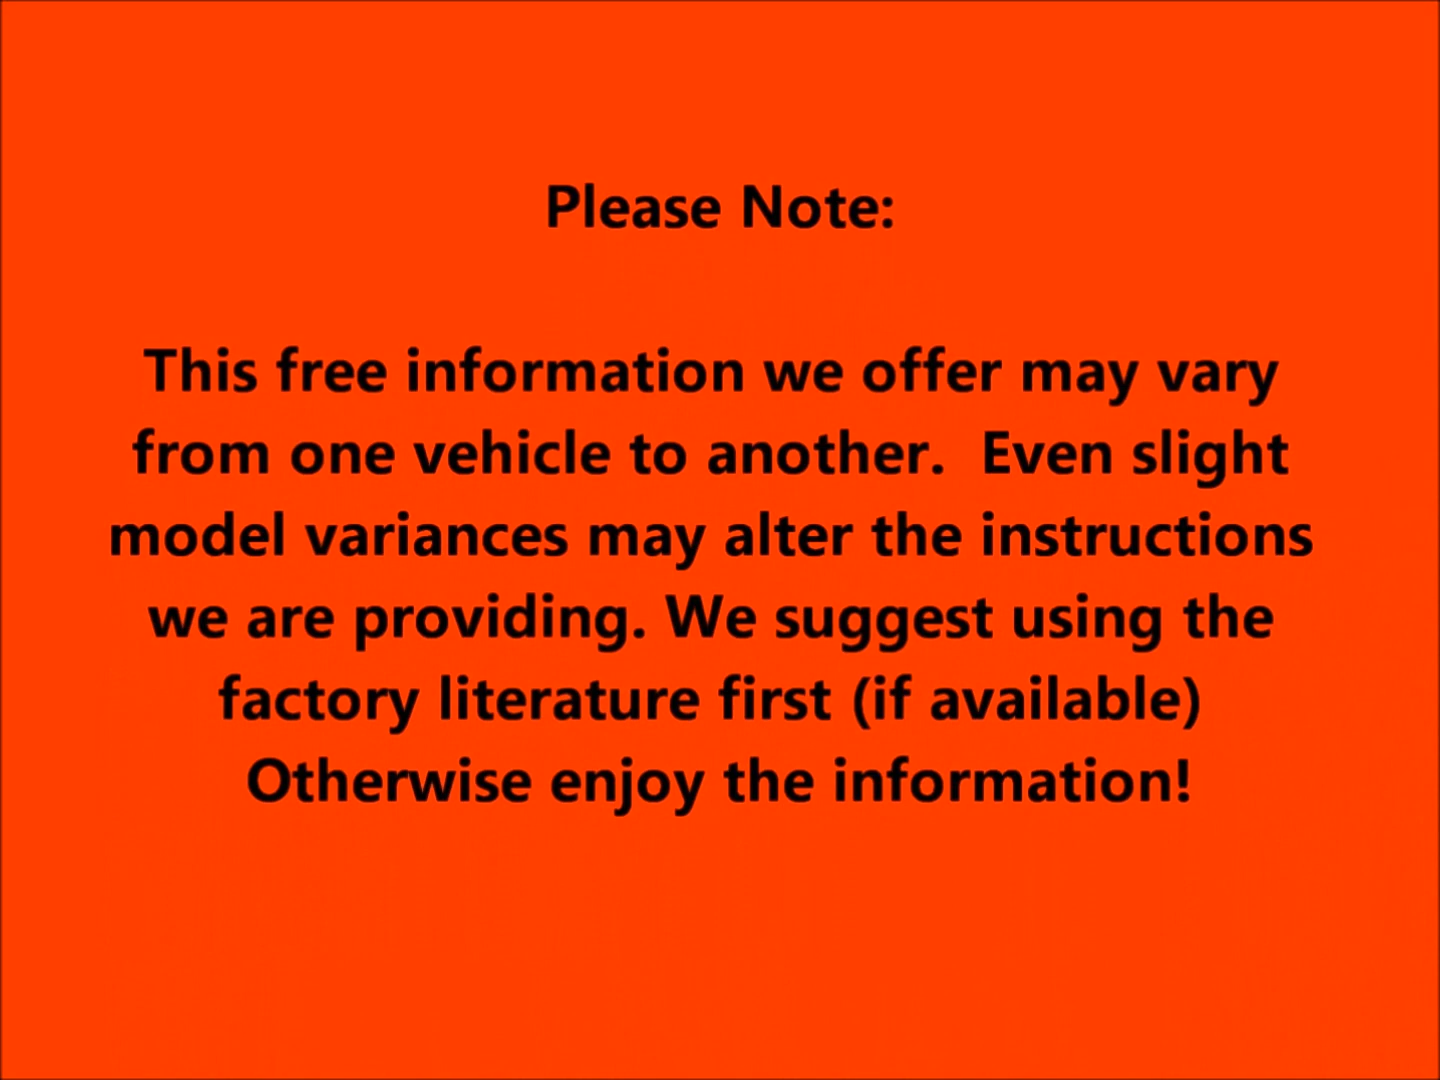 Please Note:
This free information we offer may vary
from one vehicle to another.  Even slight
model variances may alter the instructions
we are providing. We suggest using the
factory literature first (if available)
Otherwise enjoy the information!